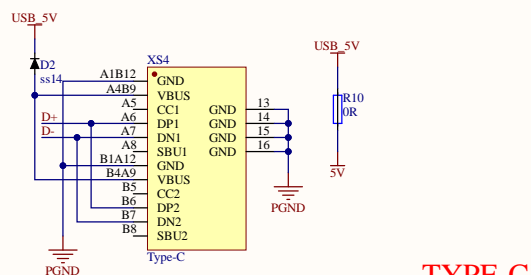 USB_5V
D2
ss14
XS4
A1B12 GND
A4B9 VBUS
A5 CC1 GND 13
D+ A6 DP1 GND 14
D- A7 DN1 GND 15
A8 SBU1 GND 16
B1A12 GND
B4A9 VBUS
B5 CC2
B6 DP2
B7 DN2
B8 SBU2
Type-C
PGND
PGND
USB_5V
R10
0R
5V
TYPE-C